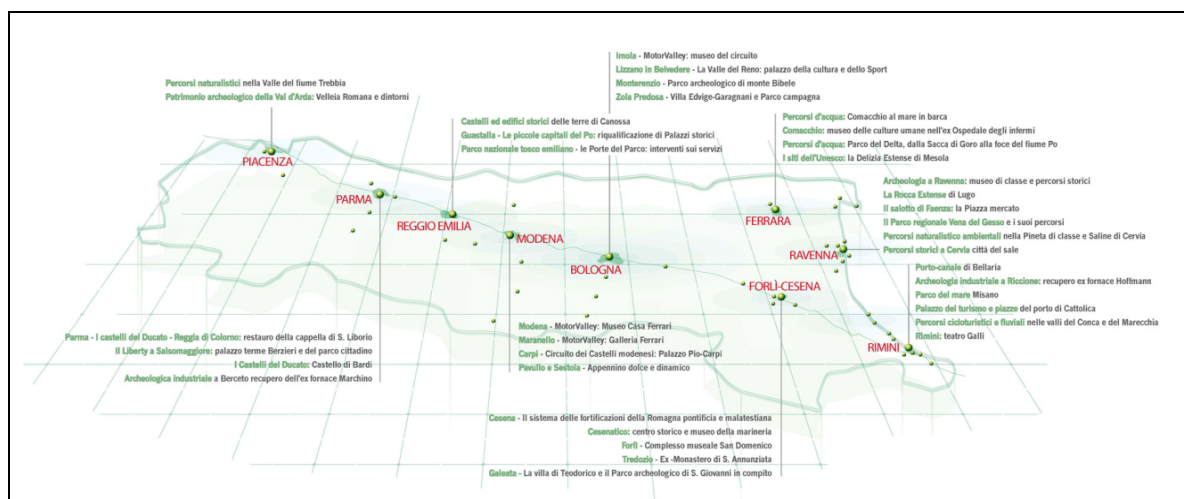 Imola - MotorValley: museo del circuito
Lizzano in Belvedere - La Valle del Reno: palazzo della cultura e dello Sport
Monterenzio - Parco archeologico di monte Bibele
Zola Predosa - Villa Edvige-Garagnani e Parco campagna
Percorsi naturalistici nella Valle del fiume Trebbia
Patrimonio archeologico della Val d'Arda: Velleia Romana e dintorni
Castelli ed edifici storici delle terre di Canossa
Guastalla - Le piccole capitali del Po: riqualificazione di Palazzi storici
Parco nazionale tosco emiliano - le Porte del Parco: interventi sui servizi
Percorsi d'acqua: Comacchio al mare in barca
Comacchio: museo delle culture umane nell'ex Ospedale degli infermi
Percorsi d'acqua: Parco del Delta, dalla Sacca di Goro alla foce del fiume Po
I siti dell'Unesco: la Delizia Estense di Mesola
PIACENZA
PARMA
REGGIO EMILIA
MODENA
BOLOGNA
FERRARA
RAVENNA
FORLÌ-CESENA
RIMINI
Archeologia a Ravenna: museo di classe e percorsi storici
La Rocca Estense di Lugo
Il salotto di Faenza: la Piazza mercato
Il Parco regionale Vena del Gesso e i suoi percorsi
Percorsi naturalistico ambientali nella Pineta di classe e Saline di Cervia
Percorsi storici a Cervia città del sale
Porto-canale di Bellaria
Archeologia industriale a Riccione: recupero ex fornace Hoffmann
Parco del mare Misano
Palazzo del turismo e piazze del porto di Cattolica
Percorsi cicloturistici e fluviali nelle valli del Conca e del Marecchia
Rimini: teatro Galli
Parma - I castelli del Ducato - Reggia di Colorno: restauro della cappella di S. Liborio
Il Liberty a Salsomaggiore: palazzo terme Berzieri e del parco cittadino
I Castelli del Ducato: Castello di Bardi
Archeologica industriale a Berceto recupero dell'ex fornace Marchino
Modena - MotorValley: Museo Casa Ferrari
Maranello - MotorValley: Galleria Ferrari
Carpi - Circuito dei Castelli modenesi: Palazzo Pio-Carpi
Pavullo e Sestola - Appennino dolce e dinamico
Cesena - Il sistema delle fortificazioni della Romagna pontificia e malatestiana
Cesenatico: centro storico e museo della marineria
Forlì - Complesso museale San Domenico
Tredozio - Ex -Monastero di S. Annunziata
Galeata - La villa di Teodorico e il Parco archeologico di S. Giovanni in compito